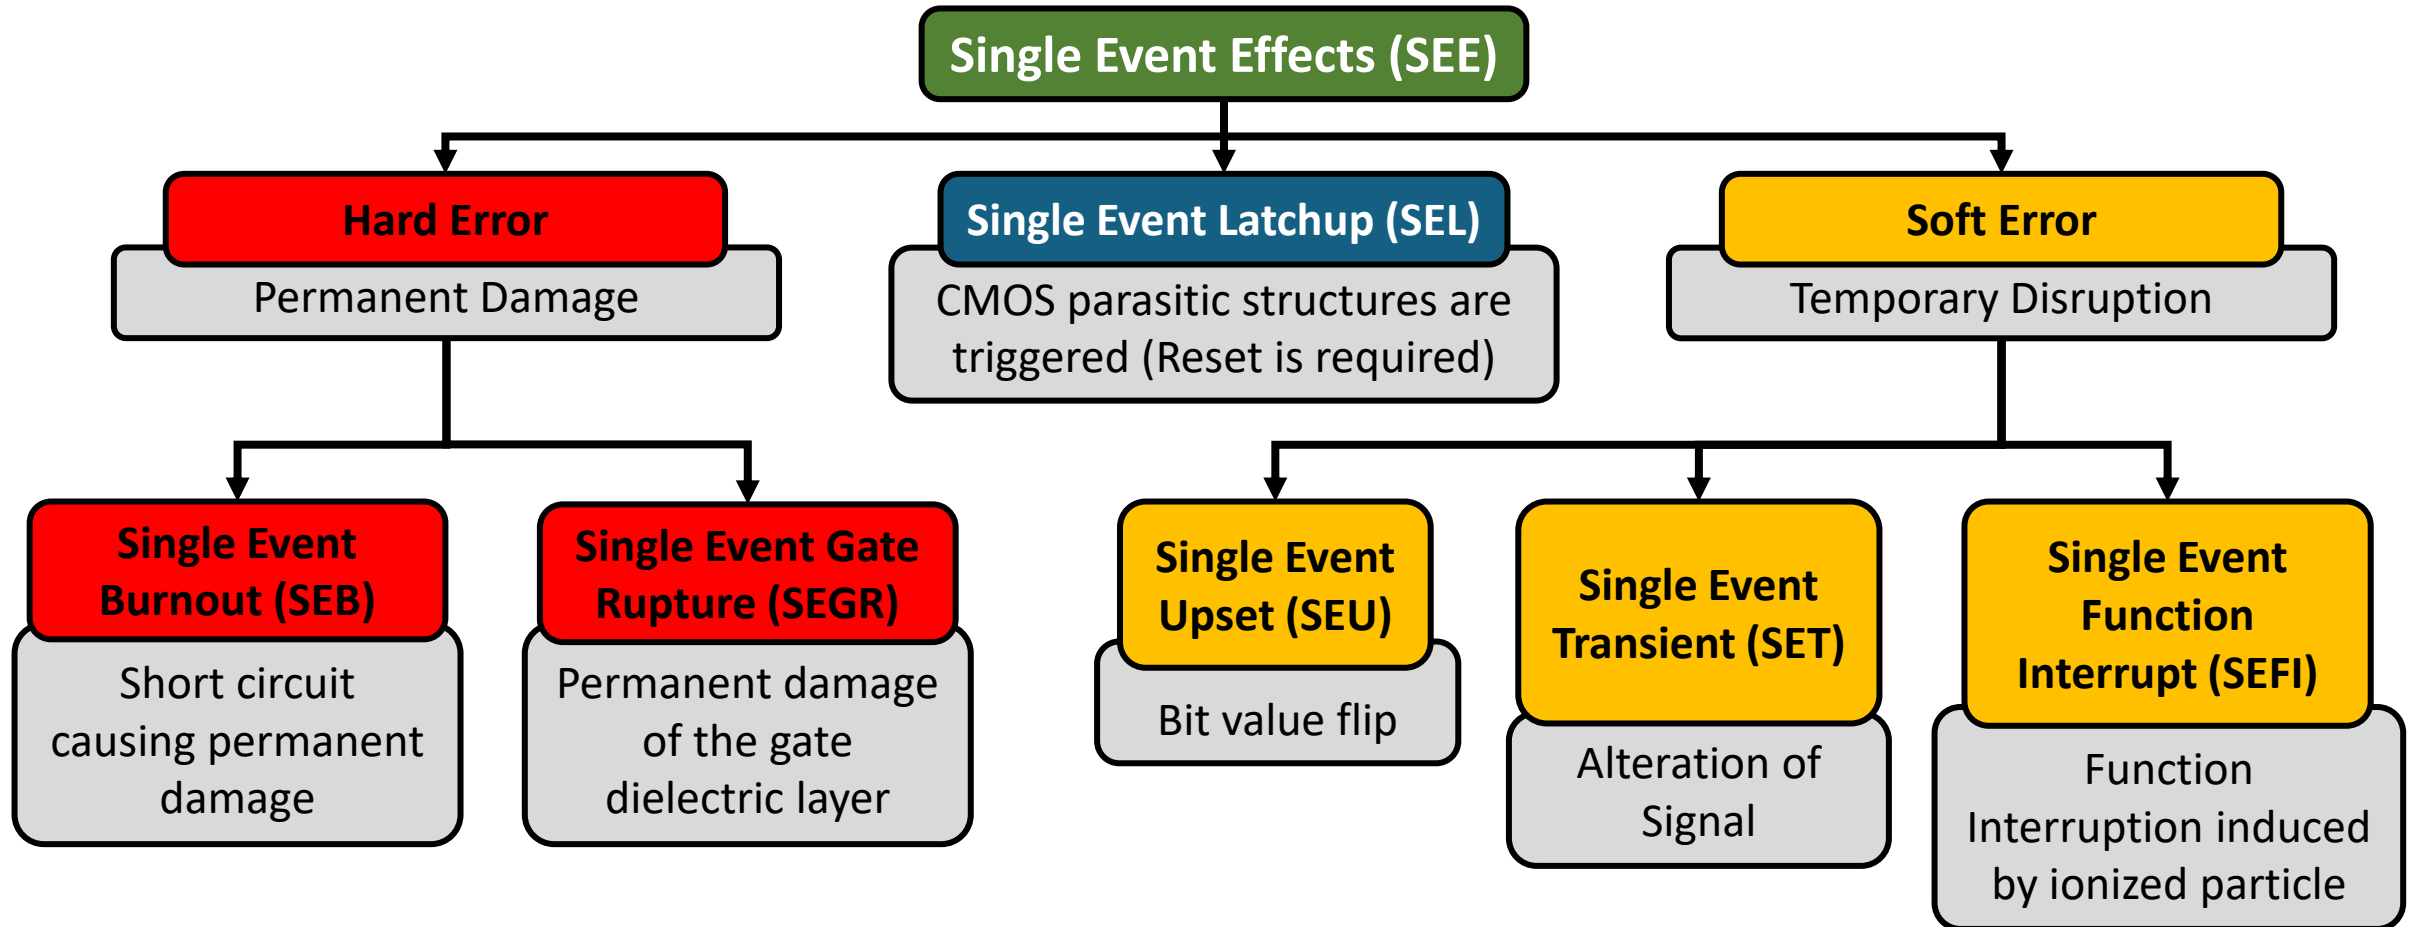 Single Event Effects (SEE)
Hard Error
Permanent Damage
Single Event Latchup (SEL)
CMOS parasitic structures are
triggered (Reset is required)
Soft Error
Temporary Disruption
Single Event
Burnout (SEB)
Short circuit
causing permanent
damage
Single Event Gate
Rupture (SEGR)
Permanent damage
of the gate
dielectric layer
Single Event
Upset (SEU)
Bit value flip
Single Event
Transient (SET)
Alteration of
Signal
Single Event
Function
Interrupt (SEFI)
Function
Interruption induced
by ionized particle